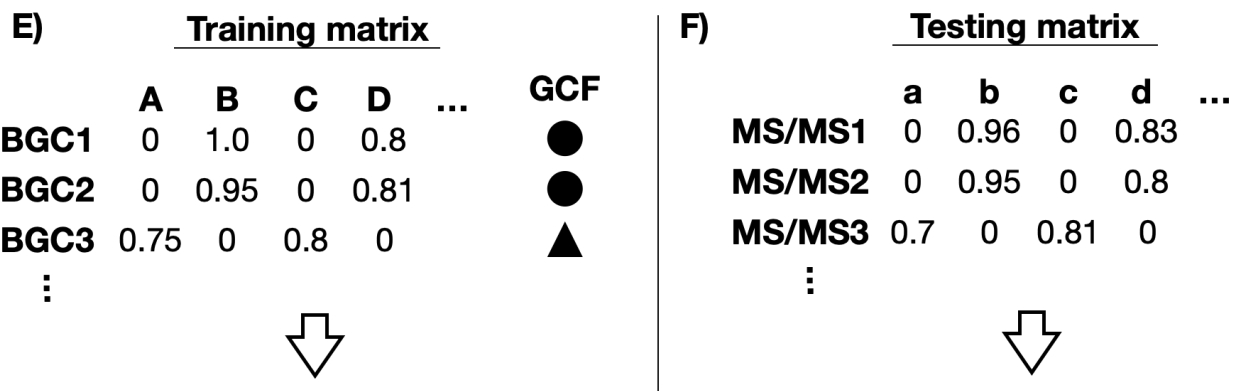 E) Training matrix
A B C D ... GCF
BGC1 0 1.0 0 0.8
BGC2 0 0.95 0 0.81
BGC3 0.75 0 0.8 0
⋮
F) Testing matrix
a b c d ...
MS/MS1 0 0.96 0 0.83
MS/MS2 0 0.95 0 0.8
MS/MS3 0.7 0 0.81 0
⋮